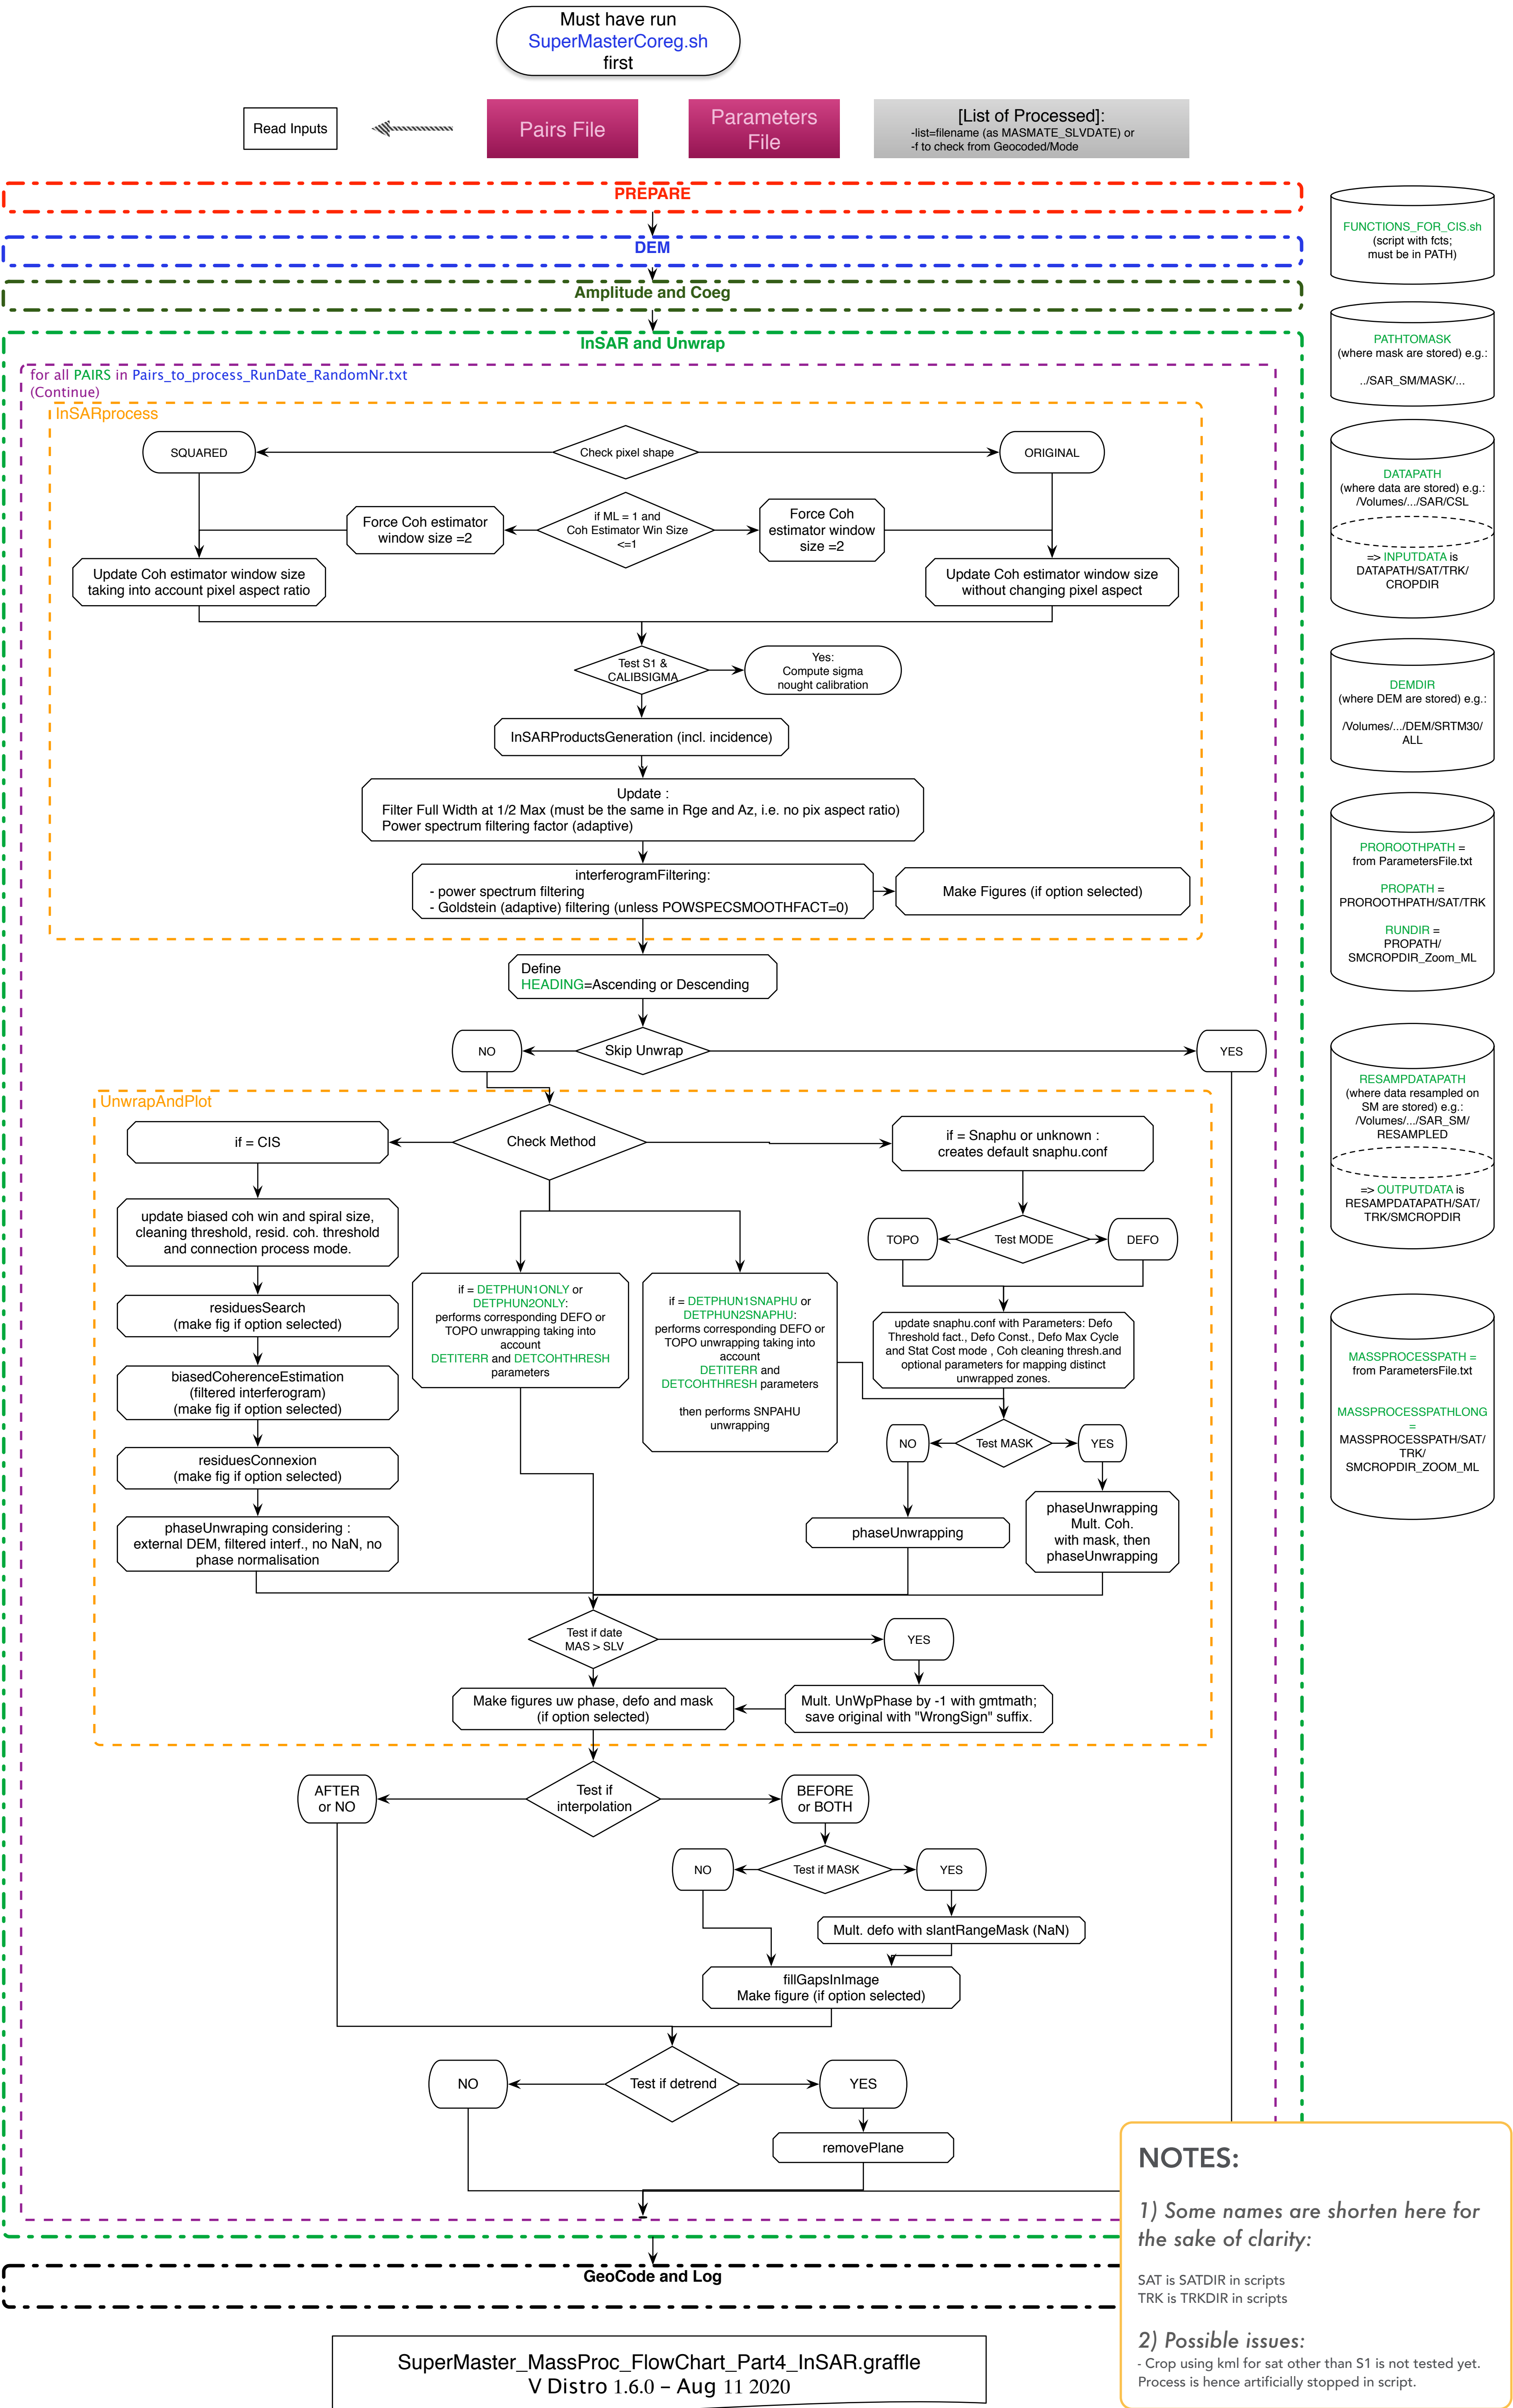 Must have run
SuperMasterCoreg.sh
first
Read Inputs
Pairs File
Parameters
File
[List of Processed]:
-list=filename (as MASMATE_SLVDATE) or
-f to check from Geocoded/Mode
PREPARE
DEM
Amplitude and Coeg
InSAR and Unwrap
for all PAIRS in Pairs_to_process_RunDate_RandomNr.txt
(Continue)
InSARprocess
SQUARED
Check pixel shape
ORIGINAL
Force Coh estimator
window size =2
if ML = 1 and
Coh Estimator Win Size
<=1
Force Coh
estimator window
size =2
Update Coh estimator window size
taking into account pixel aspect ratio
Update Coh estimator window size
without changing pixel aspect
Test S1 &
CALIBSIGMA
Yes:
Compute sigma
nought calibration
InSARProductsGeneration (incl. incidence)
Update :
Filter Full Width at 1/2 Max (must be the same in Rge and Az, i.e. no pix aspect ratio)
Power spectrum filtering factor (adaptive)
interferogramFiltering:
- power spectrum filtering
- Goldstein (adaptive) filtering (unless POWSPECSMOOTHFACT=0)
Make Figures (if option selected)
Define
HEADING=Ascending or Descending
NO
Skip Unwrap
YES
UnwrapAndPlot
if = CIS
Check Method
if = Snaphu or unknown :
creates default snaphu.conf
update biased coh win and spiral size,
cleaning threshold, resid. coh. threshold
and connection process mode.
TOPO
Test MODE
DEFO
residuesSearch
(make fig if option selected)
if = DETPHUN1ONLY or
DETPHUN2ONLY:
performs corresponding DEFO or
TOPO unwrapping taking into
account
DETITERR and DETCOHTHRESH
parameters
if = DETPHUN1SNAPHU or
DETPHUN2SNAPHU:
performs corresponding DEFO or
TOPO unwrapping taking into
account
DETITERR and
DETCOHTHRESH parameters
then performs SNPAHU
unwrapping
update snaphu.conf with Parameters: Defo
Threshold fact., Defo Const., Defo Max Cycle
and Stat Cost mode , Coh cleaning thresh.and
optional parameters for mapping distinct
unwrapped zones.
biasedCoherenceEstimation
(filtered interferogram)
(make fig if option selected)
NO
Test MASK
YES
residuesConnexion
(make fig if option selected)
phaseUnwraping considering :
external DEM, filtered interf., no NaN, no
phase normalisation
phaseUnwrapping
phaseUnwrapping
Mult. Coh.
with mask, then
phaseUnwrapping
Test if date
MAS > SLV
YES
Make figures uw phase, defo and mask
(if option selected)
Mult. UnWpPhase by -1 with gmtmath;
save original with "WrongSign" suffix.
AFTER
or NO
Test if
interpolation
BEFORE
or BOTH
NO
Test if MASK
YES
Mult. defo with slantRangeMask (NaN)
fillGapsInImage
Make figure (if option selected)
NO
Test if detrend
YES
removePlane
GeoCode and Log
SuperMaster_MassProc_FlowChart_Part4_InSAR.graffle
V Distro 1.6.0 – Aug 11 2020
FUNCTIONS_FOR_CIS.sh
(script with fcts;
must be in PATH)
PATHTOMASK
(where mask are stored) e.g.:
../SAR_SM/MASK/...
DATAPATH
(where data are stored) e.g.:
/Volumes/.../SAR/CSL
=> INPUTDATA is
DATAPATH/SAT/TRK/
CROPDIR
DEMDIR
(where DEM are stored) e.g.:
/Volumes/.../DEM/SRTM30/
ALL
PROROOTHPATH =
from ParametersFile.txt
PROPATH =
PROROOTHPATH/SAT/TRK
RUNDIR =
PROPATH/
SMCROPDIR_Zoom_ML
RESAMPDATAPATH
(where data resampled on
SM are stored) e.g.:
/Volumes/.../SAR_SM/
RESAMPLED
=> OUTPUTDATA is
RESAMPDATAPATH/SAT/
TRK/SMCROPDIR
MASSPROCESSPATH =
from ParametersFile.txt
MASSPROCESSPATHLONG
=
MASSPROCESSPATH/SAT/
TRK/
SMCROPDIR_ZOOM_ML
NOTES:
1) Some names are shorten here for
the sake of clarity:
SAT is SATDIR in scripts
TRK is TRKDIR in scripts
2) Possible issues:
- Crop using kml for sat other than S1 is not tested yet.
Process is hence artificially stopped in script.